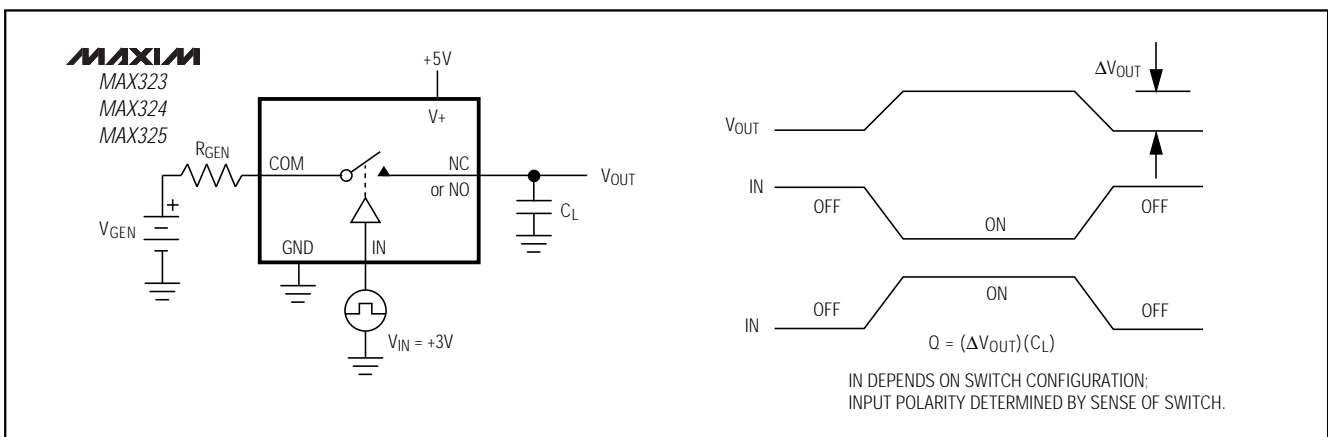 MAXIM
MAX323
MAX324
MAX325
+5V
V+
RGEN
COM
NC
or NO
VOUT
CL
+
VGEN
GND
IN
VIN = +3V
ΔVOUT
VOUT
IN
OFF
ON
OFF
IN
OFF
ON
OFF
Q = (ΔVOUT)(CL)
IN DEPENDS ON SWITCH CONFIGURATION;
INPUT POLARITY DETERMINED BY SENSE OF SWITCH.